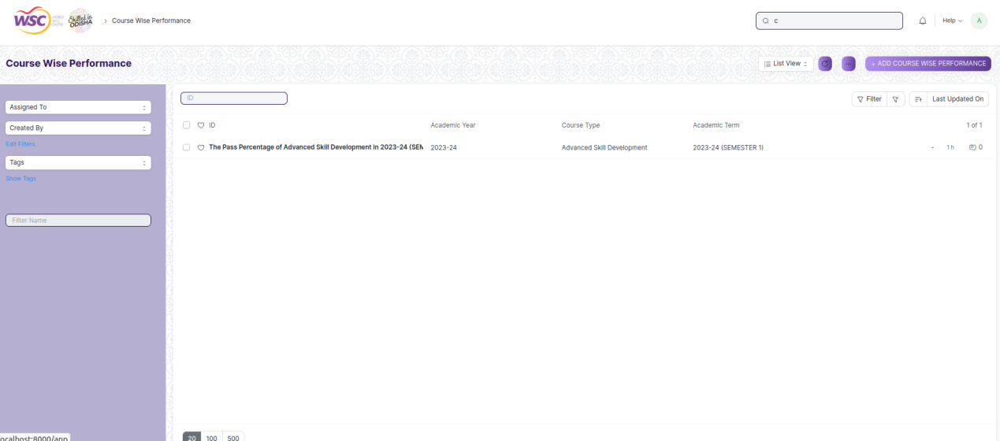 WSC WORLD SKILL CENTER Skilled in ODISHA > Course Wise Performance
c
Help
A
Course Wise Performance
List View
+ ADD COURSE WISE PERFORMANCE
Assigned To
Created By
Edit Filters
Tags
Show Tags
Filter Name
ID
Filter
Last Updated On
ID Academic Year Course Type Academic Term 1 of 1
The Pass Percentage of Advanced Skill Development in 2023-24 (SEM 2023-24 Advanced Skill Development 2023-24 (SEMESTER 1) - 1 h 0
20 100 500
ocalhost:8000/app